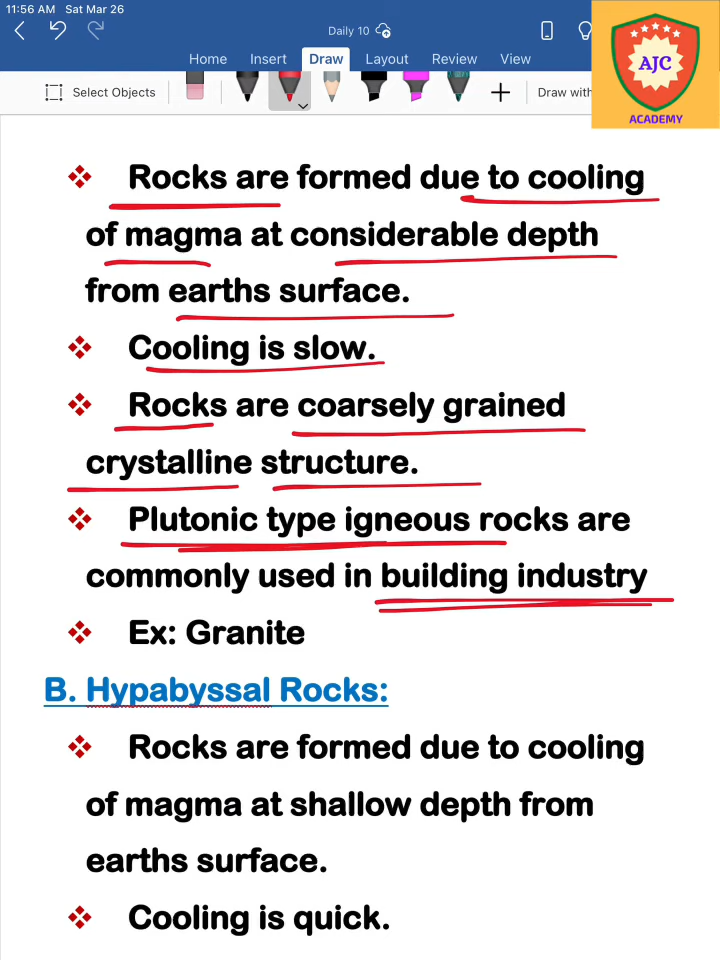 11:56 AM Sat Mar 26
Daily 10
Home Insert Draw Layout Review View
Select Objects
Draw with
AJC
ACADEMY
Rocks are formed due to cooling
of magma at considerable depth
from earths surface.
Cooling is slow.
Rocks are coarsely grained
crystalline structure.
Plutonic type igneous rocks are
commonly used in building industry
Ex: Granite
B. Hypabyssal Rocks:
Rocks are formed due to cooling
of magma at shallow depth from
earths surface.
Cooling is quick.